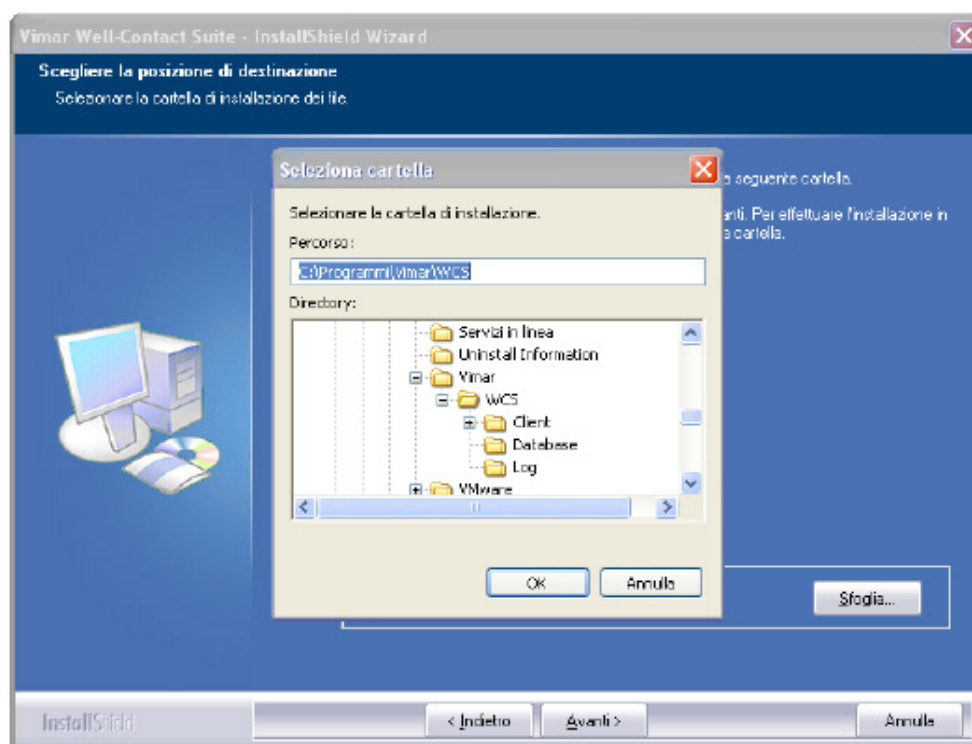 Vimar Well-Contact Suite - InstallShield Wizard
Scegliere la posizione di destinazione
Selezionare la cartella di installazione dei file.
Seleziona cartella
a seguente cartella.
Selezionare la cartella di installazione.
anti. Per effettuare l'installazione in
a cartella.
Percorso:
C:\Programmi\Vimar\WCS
Directory:
Servizi in linea
Uninstall Information
Vimar
WCS
Client
Database
Log
VMware
OK
Annulla
Sfoglia...
InstallShield
< Indietro
Avanti >
Annulla